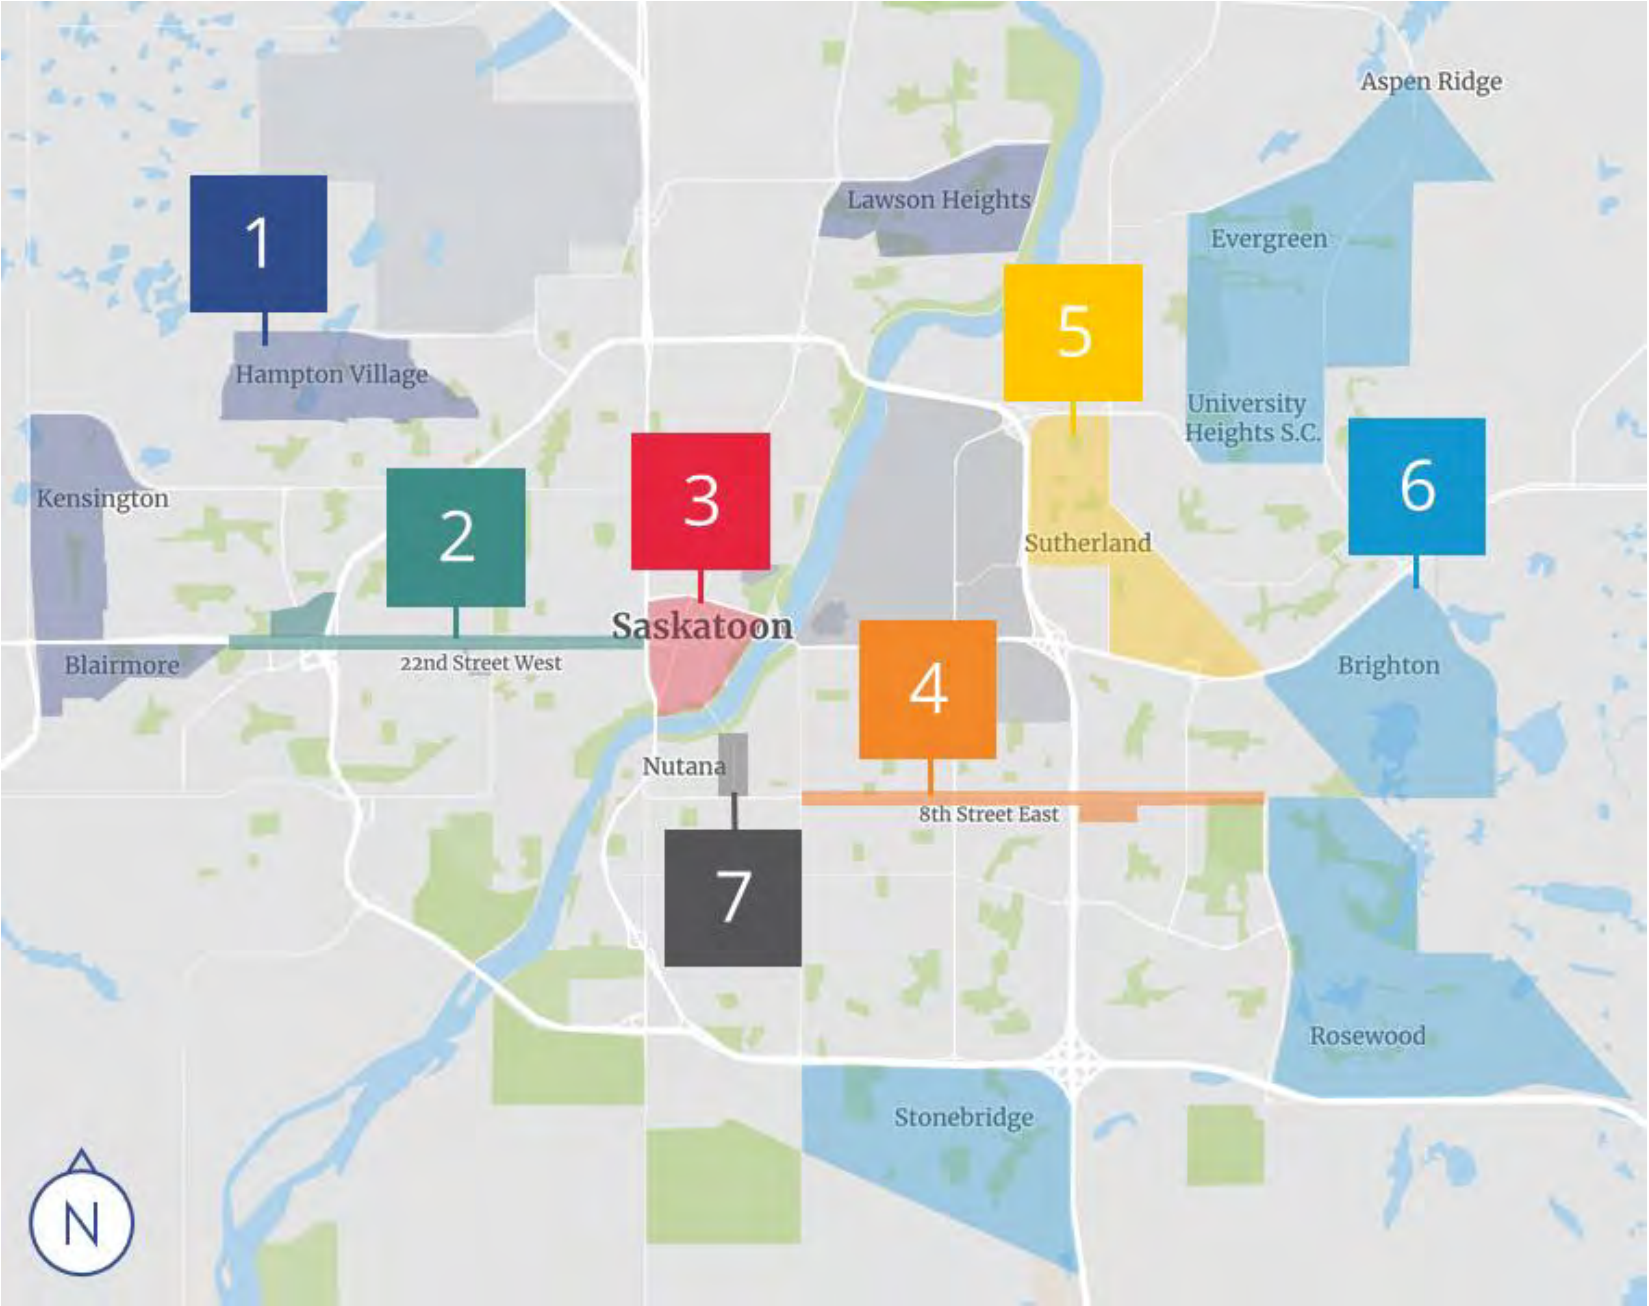 Aspen Ridge
1
Lawson Heights
Evergreen
5
Hampton Village
University
Heights S.C.
6
Kensington
2
3
Sutherland
Saskatoon
22nd Street West
Blairmore
4
Brighton
Nutana
8th Street East
7
Rosewood
Stonebridge
N